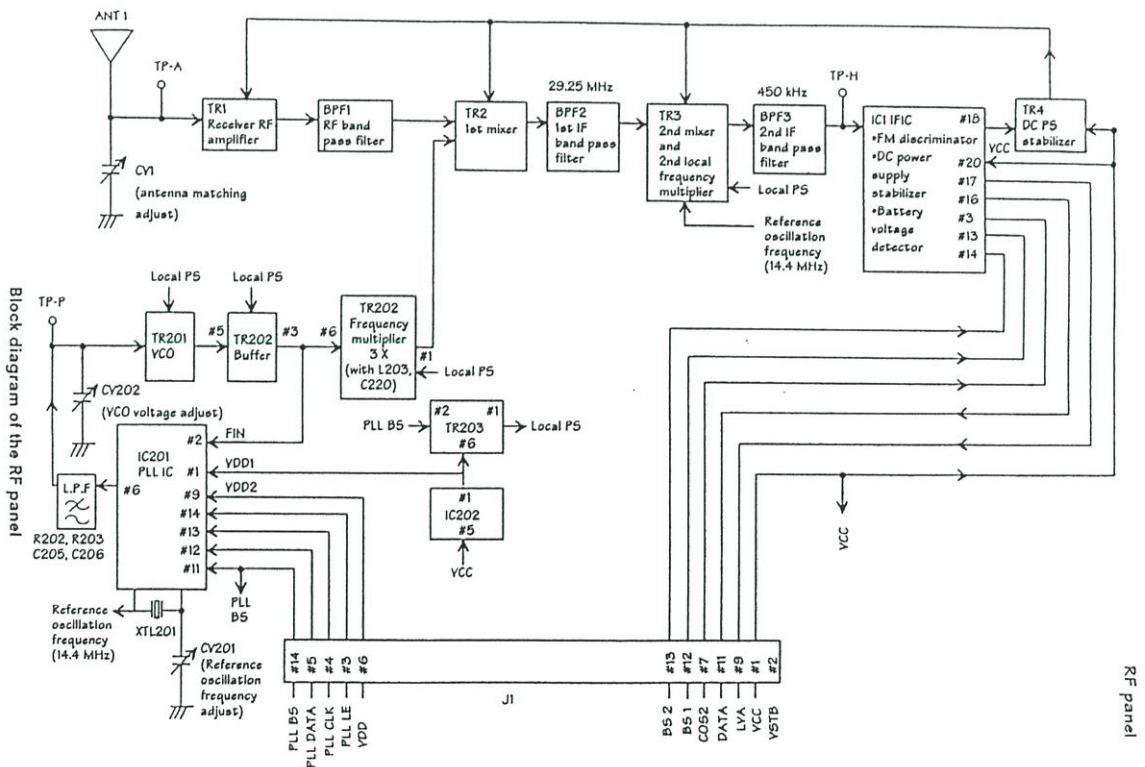 ANT 1
TP-A
TR1
Receiver RF
amplifier
BPF1
RF band
pass filter
TR2
1st mixer
29.25 MHz
BPF2
1st IF
band pass
filter
TR3
2nd mixer
and
2nd local
frequency
multiplier
450 kHz
BPF3
2nd IF
band pass
filter
TP-H
IC1 IFIC
•FM discriminator
•DC power
supply
stabilizer
•Battery
voltage
detector
#18
#20
#17
#16
#3
#13
#14
VCC
TR4
DC PS
stabilizer
CV1
(antenna matching
adjust)
Local PS
Reference
oscillation
frequency
(14.4 MHz)
Local PS
Local PS
TP-P
TR201
VCO
#5
TR202
Buffer
#3
#6
TR202
Frequency
multiplier
3 X
(with L203,
C220)
#1
Local PS
CV202
(VCO voltage adjust)
#2
#1
TR203
#6
PLL BS
Local PS
IC201
PLL IC
#6
#2
#1
#9
#14
#13
#12
#11
FIN
VDD1
VDD2
#1
IC202
#5
VCC
L.P.F
R202, R203
C205, C206
PLL
BS
VCC
Reference
oscillation
frequency
(14.4 MHz)
XTL201
CV201
(Reference
oscillation
frequency
adjust)
#14
#5
#4
#3
#6
#13
#12
#7
#11
#9
#1
#2
J1
PLL BS
PLL DATA
PLL CLK
PLL LE
VDD
BS 2
BS 1
COS2
DATA
LVA
VCC
VSTB
Block diagram of the RF panel
RF panel